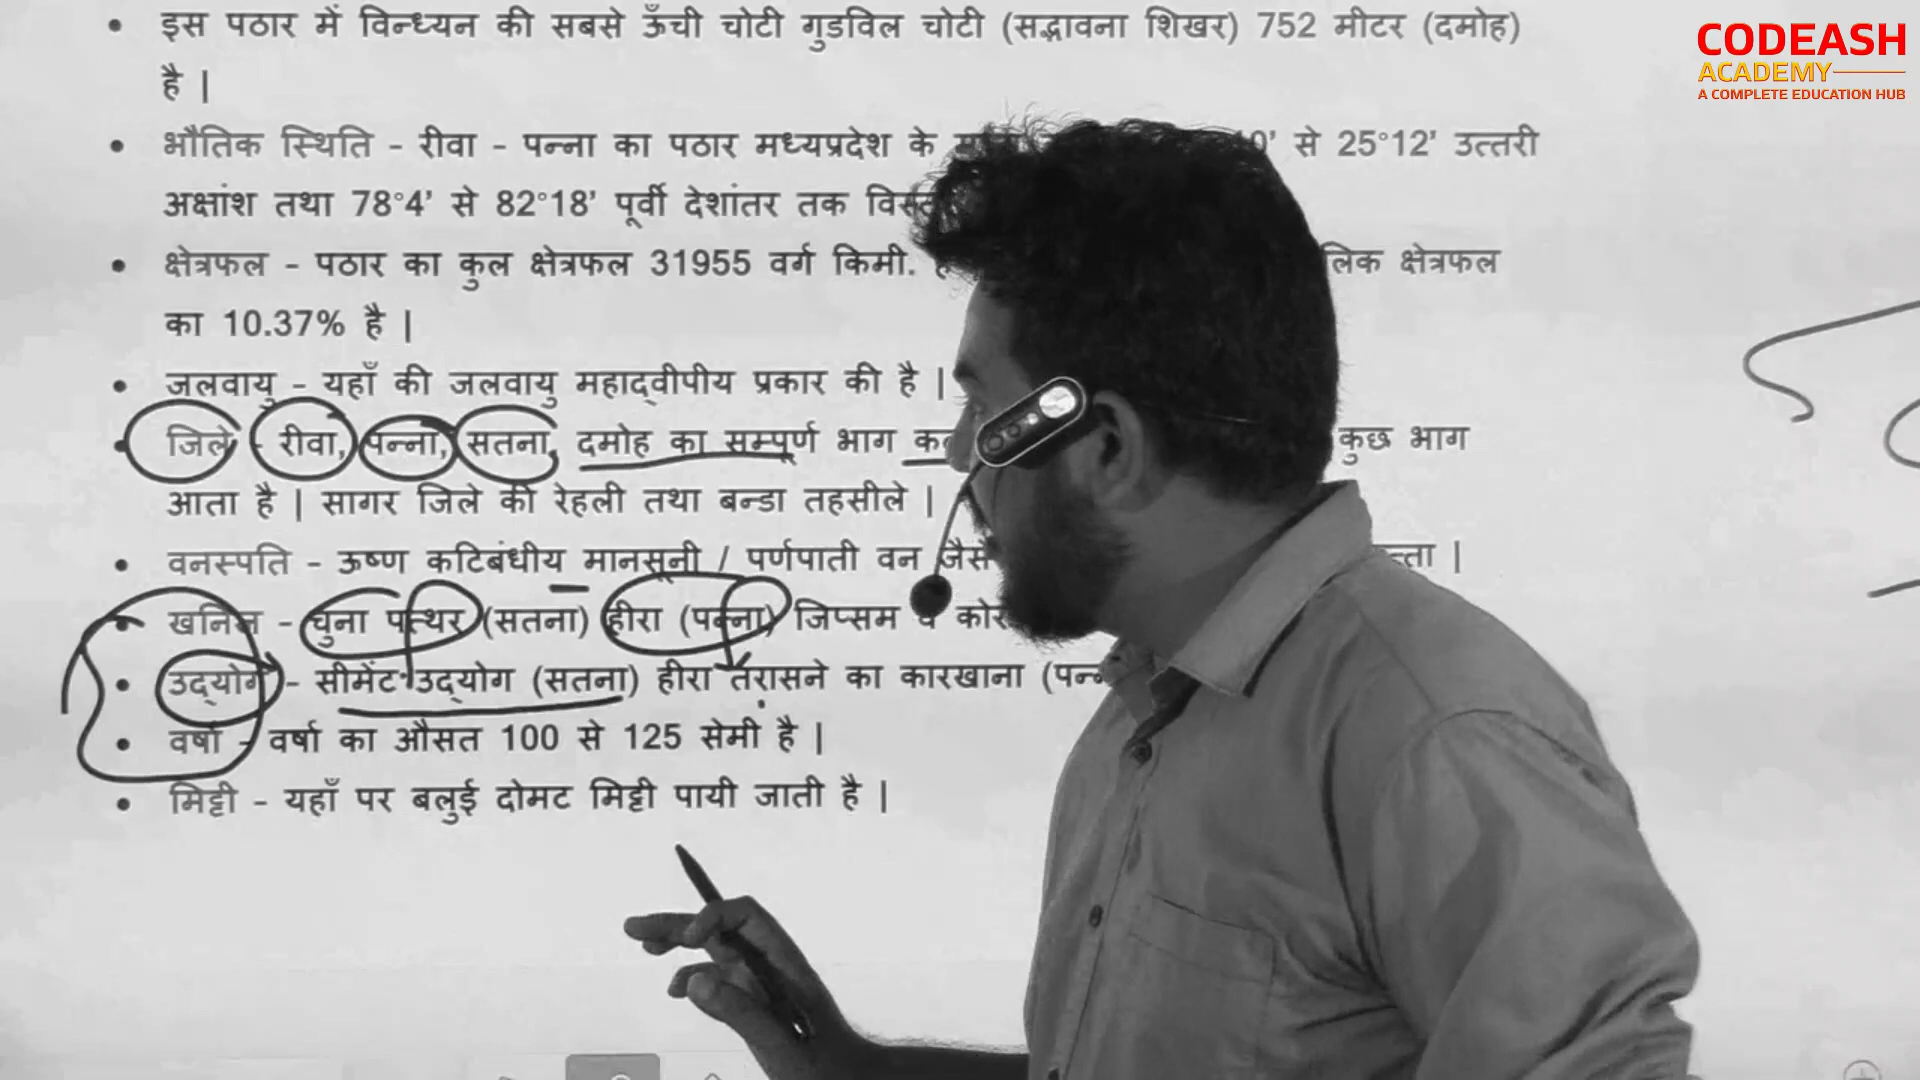 CODEASH
ACADEMY
A COMPLETE EDUCATION HUB
• इस पठार में विन्ध्यन की सबसे ऊँची चोटी गुडविल चोटी (सद्भावना शिखर) 752 मीटर (दमोह)
है |
• भौतिक स्थिति - रीवा - पन्ना का पठार मध्यप्रदेश के से 25°12' उत्तरी
अक्षांश तथा 78°4' से 82°18' पूर्वी देशांतर तक
• क्षेत्रफल - पठार का कुल क्षेत्रफल 31955 वर्ग किमी. क्षेत्रफल
का 10.37% है |
• जलवायु - यहाँ की जलवायु महाद्वीपीय प्रकार की है |
• जिले - रीवा, पन्ना, सतना, दमोह का सम्पूर्ण भाग कुछ भाग
आता है | सागर जिले की रेहली तथा बन्डा तहसीले |
• वनस्पति - ऊष्ण कटिबंधीय मानसूनी / पर्णपाती वन जैसे |
• खनिज - चुना पत्थर (सतना) हीरा (पन्ना) जिप्सम व
• उद्योग - सीमेंट उद्योग (सतना) हीरा तरासने का कारखाना
• वर्षा - वर्षा का औसत 100 से 125 सेमी है |
• मिट्टी - यहाँ पर बलुई दोमट मिट्टी पायी जाती है |